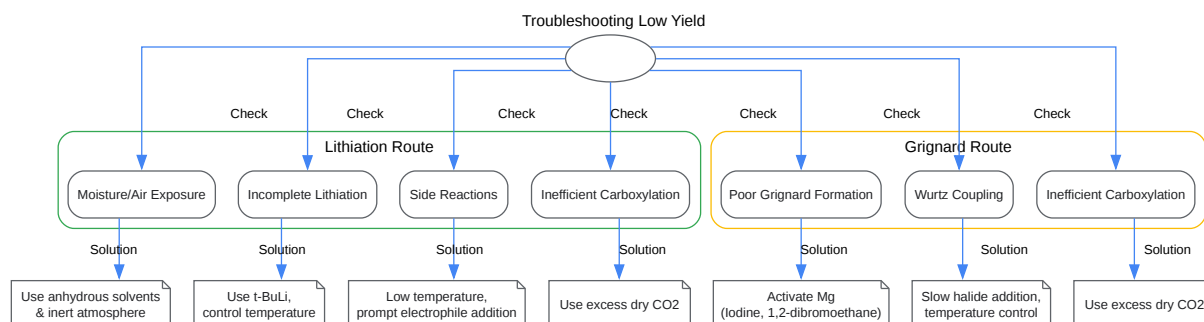 Troubleshooting Low Yield
Check
Check
Check
Check
Check
Check
Check
Lithiation Route
Grignard Route
Moisture/Air Exposure
Incomplete Lithiation
Side Reactions
Inefficient Carboxylation
Poor Grignard Formation
Wurtz Coupling
Inefficient Carboxylation
Solution
Solution
Solution
Solution
Solution
Solution
Solution
Use anhydrous solvents
& inert atmosphere
Use t-BuLi,
control temperature
Low temperature,
prompt electrophile addition
Use excess dry CO2
Activate Mg
(Iodine, 1,2-dibromoethane)
Slow halide addition,
temperature control
Use excess dry CO2